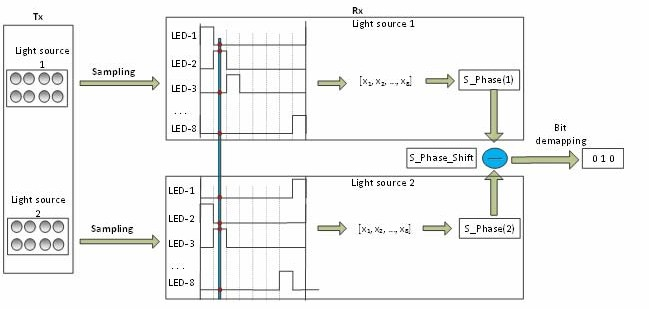 Tx
Rx
Light source
1
Sampling
Light source 1
LED-1
LED-2
LED-3
...
LED-8
[x₁, x₂, ..., x₈]
S_Phase(1)
Bit
demapping
S_Phase_Shift
0 1 0
Light source
2
Sampling
Light source 2
LED-1
LED-2
LED-3
...
LED-8
[x₁, x₂, ..., x₈]
S_Phase(2)